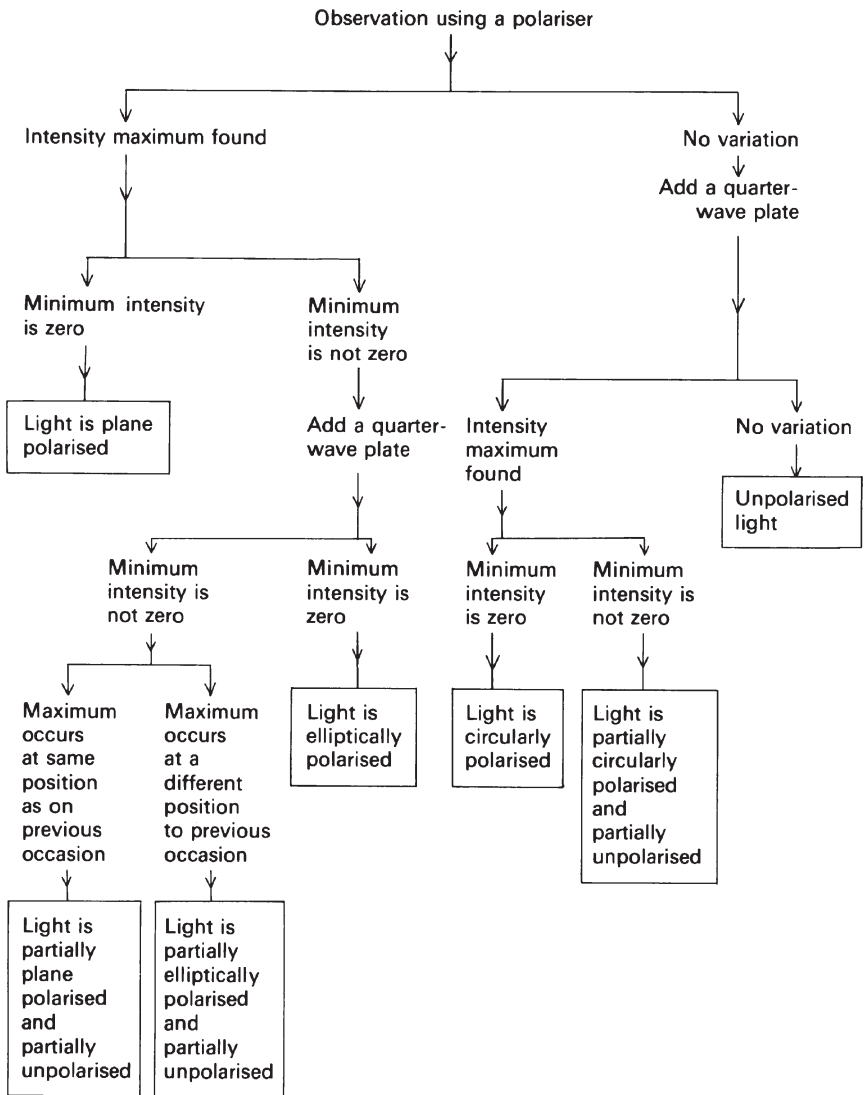 Observation using a polariser
Intensity maximum found
No variation
Add a quarter-
wave plate
Minimum intensity
is zero
Minimum
intensity
is not zero
Light is plane
polarised
Add a quarter-
wave plate
Intensity
maximum
found
No variation
Unpolarised
light
Minimum
intensity is
not zero
Minimum
intensity is
zero
Minimum
intensity
is zero
Minimum
intensity is
not zero
Maximum
occurs
at same
position
as on
previous
occasion
Maximum
occurs
at a
different
position
to previous
occasion
Light is
elliptically
polarised
Light is
circularly
polarised
Light is
partially
circularly
polarised
and
partially
unpolarised
Light is
partially
plane
polarised
and
partially
unpolarised
Light is
partially
elliptically
polarised
and
partially
unpolarised